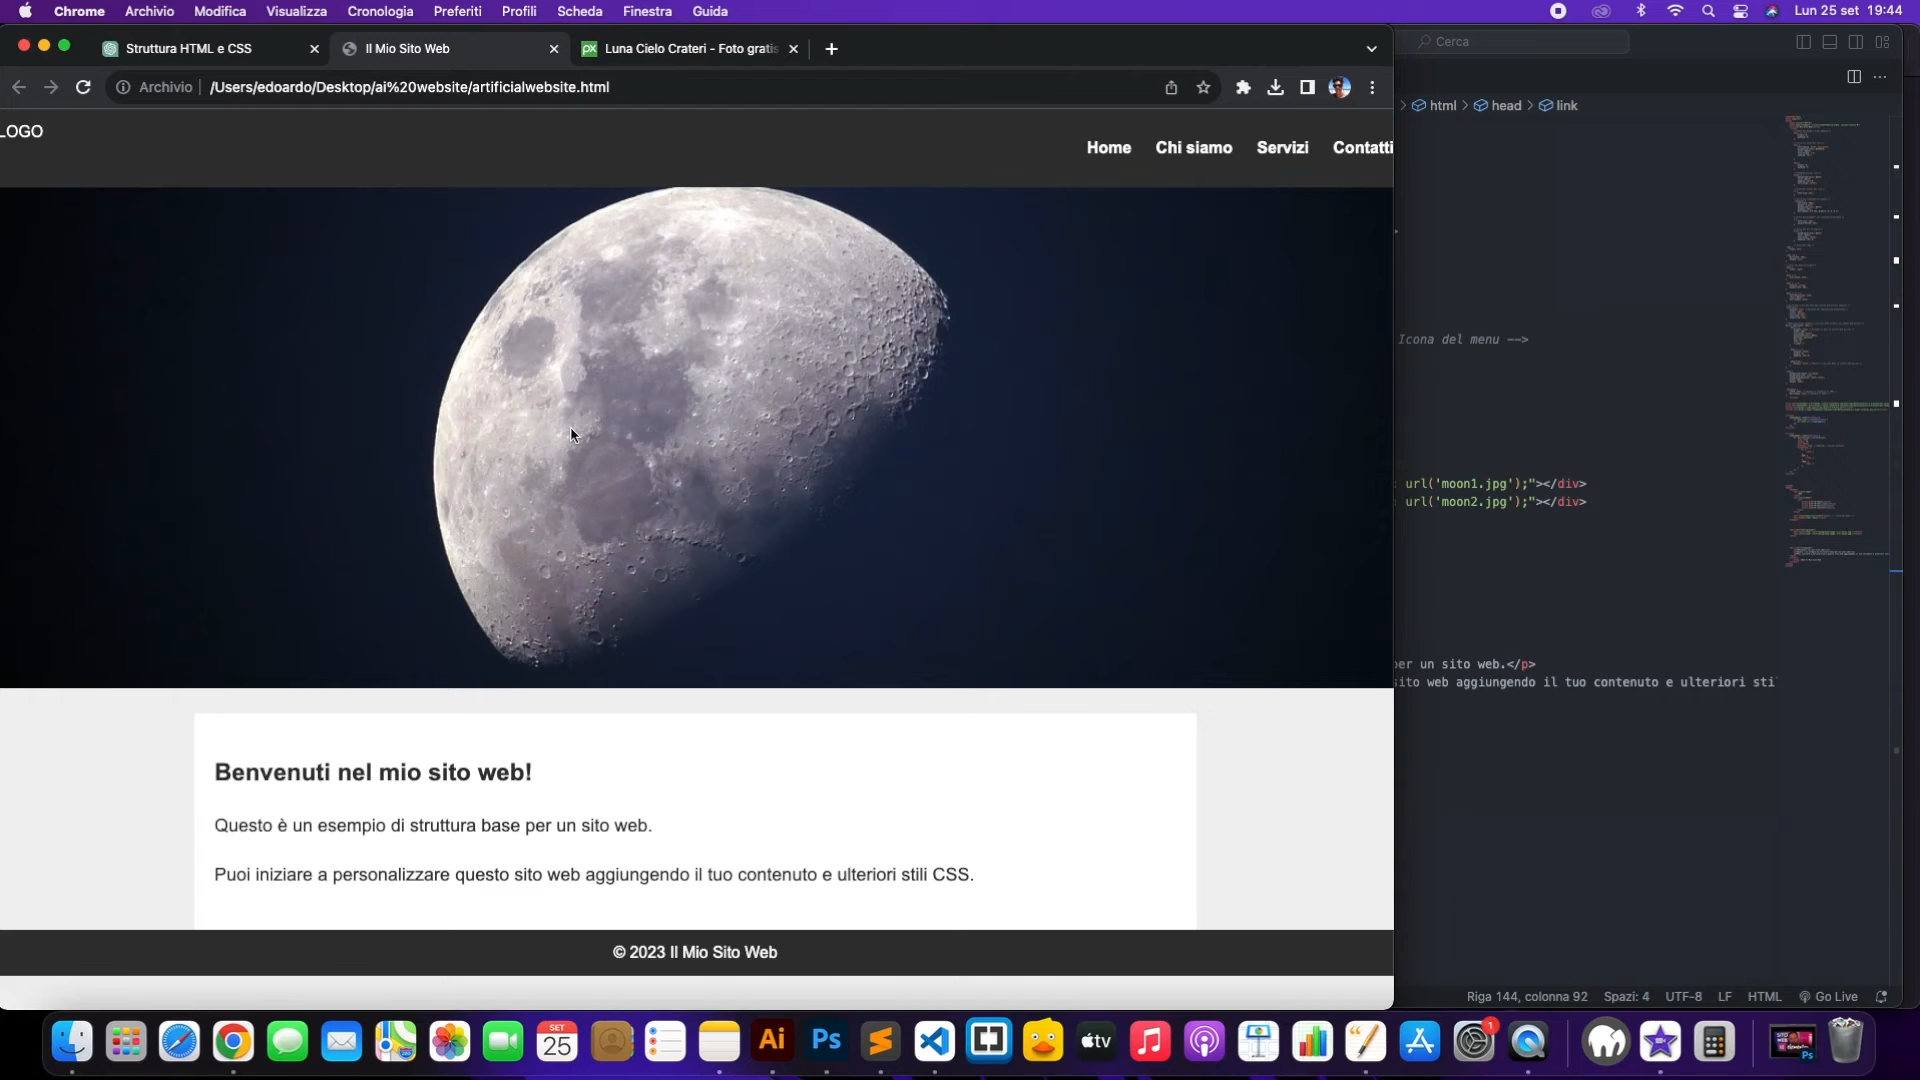 Chrome Archivio Modifica Visualizza Cronologia Preferiti Profili Scheda Finestra Guida Lun 25 set 19:44
Struttura HTML e CSS Il Mio Sito Web Luna Cielo Crateri - Foto gratis
Cerca
Archivio /Users/edoardo/Desktop/ai%20website/artificialwebsite.html
html head link
LOGO
Home Chi siamo Servizi Contatti
Icona del menu -->
url('moon1.jpg');"></div>
url('moon2.jpg');"></div>
per un sito web.</p>
sito web aggiungendo il tuo contenuto e ulteriori sti
Benvenuti nel mio sito web!
Questo è un esempio di struttura base per un sito web.
Puoi iniziare a personalizzare questo sito web aggiungendo il tuo contenuto e ulteriori stili CSS.
© 2023 Il Mio Sito Web
Riga 144, colonna 92 Spazi: 4 UTF-8 LF HTML Go Live
SET
25
Ai Ps tv 1
Ps